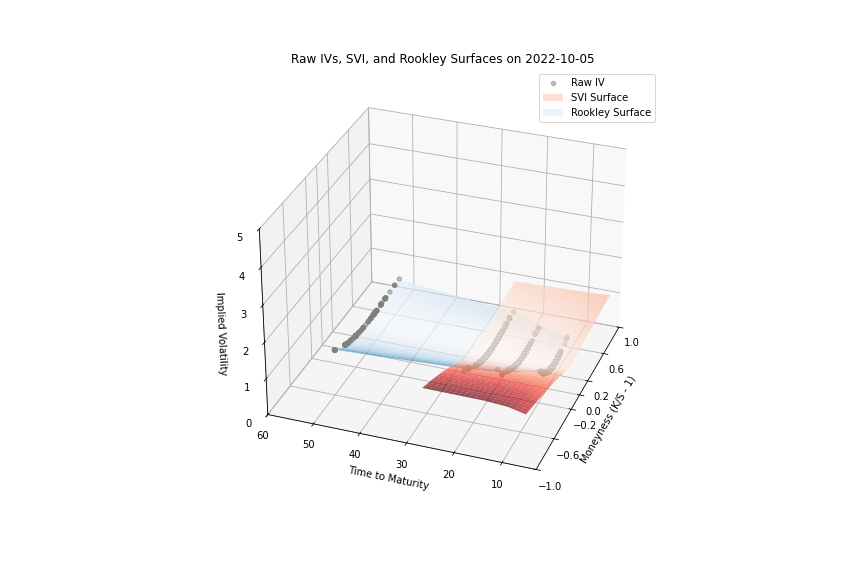 Raw IVs, SVI, and Rookley Surfaces on 2022-10-05
Raw IV
SVI Surface
Rookley Surface
5
4
3
2
1
0
Implied Volatility
60
50
40
30
20
10
Time to Maturity
1.0
0.6
0.2
0.0
−0.2
−0.6
−1.0
Moneyness (K/S - 1)